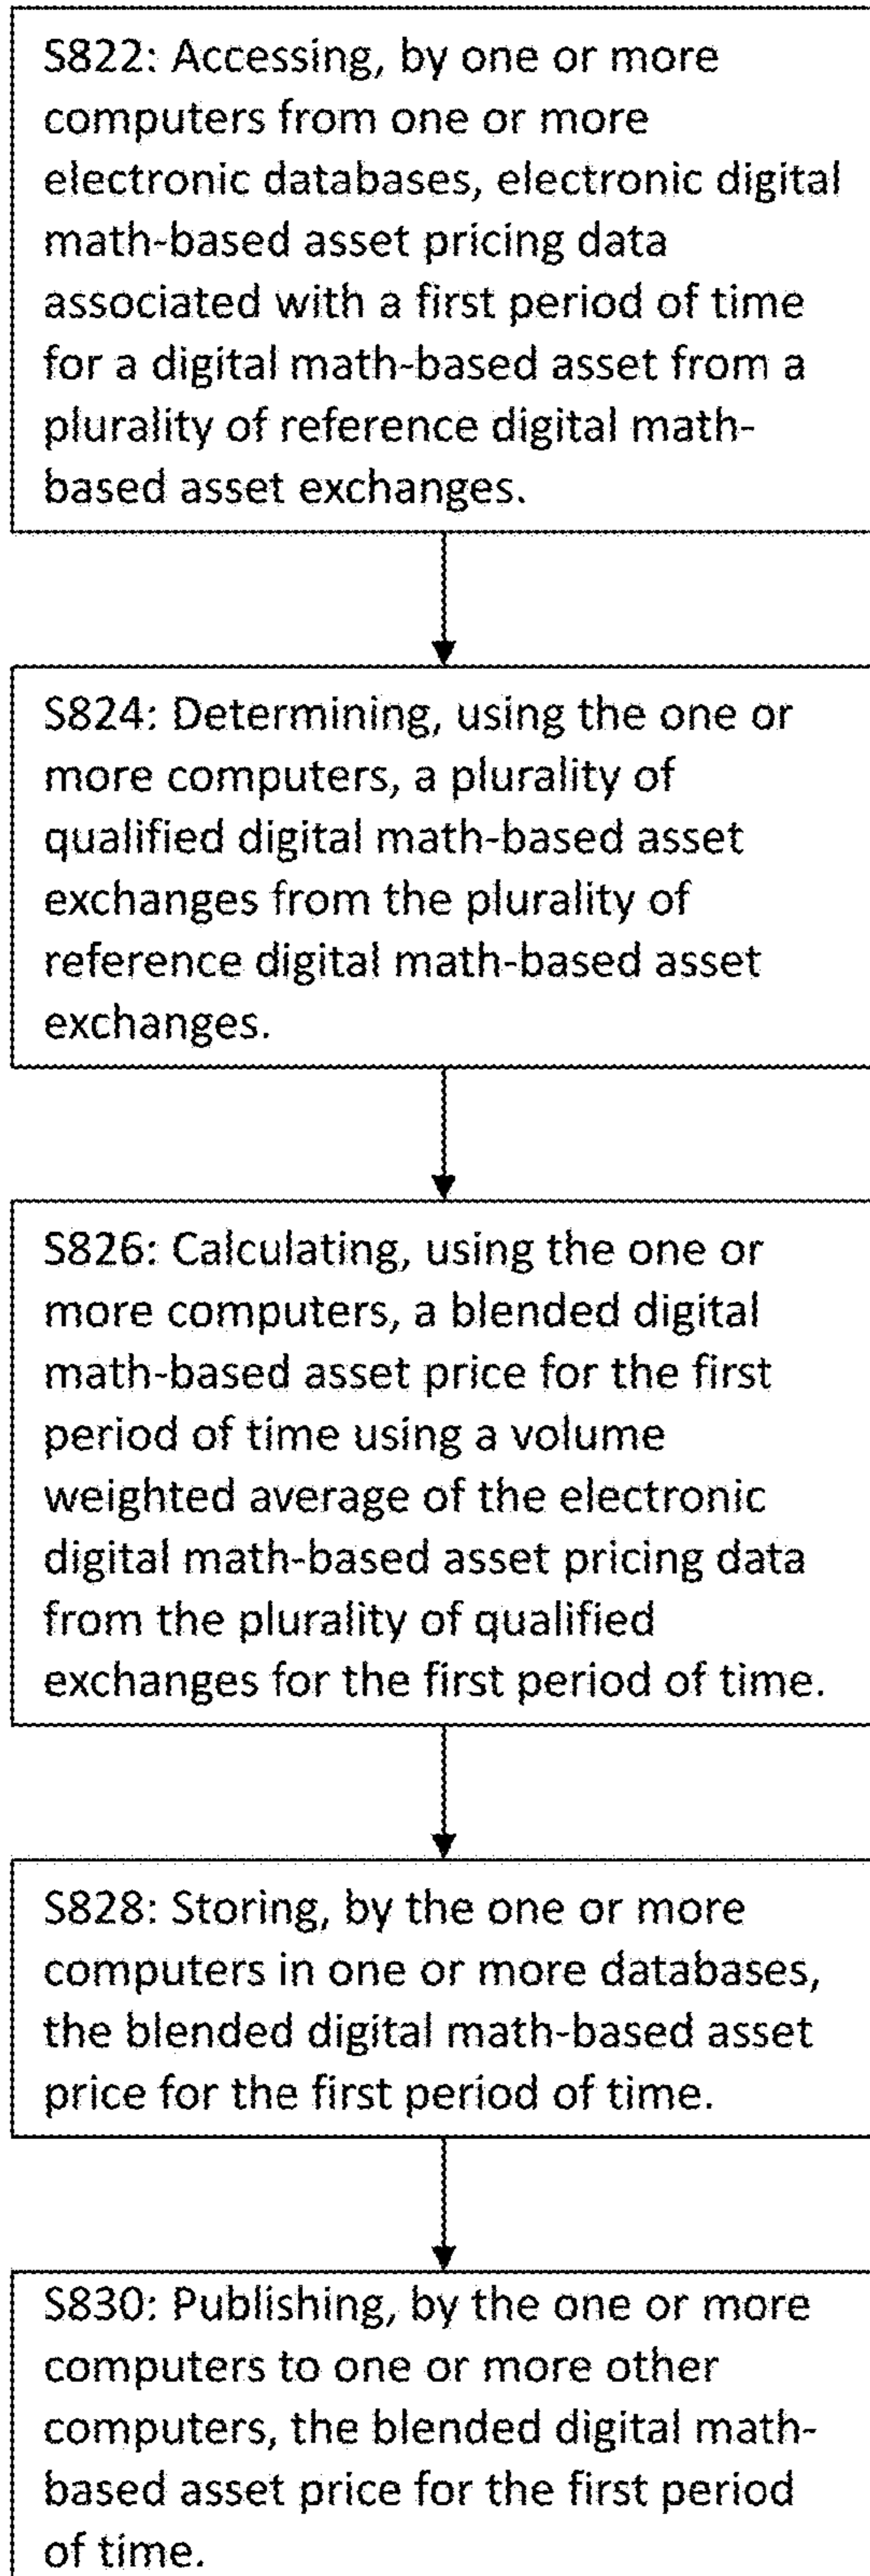 S822: Accessing, by one or more
computers from one or more
electronic databases, electronic digital
math-based asset pricing data
associated with a first period of time
for a digital math-based asset from a
plurality of reference digital math-
based asset exchanges.
S824: Determining, using the one or
more computers, a plurality of
qualified digital math-based asset
exchanges from the plurality of
reference digital math-based asset
exchanges.
S826: Calculating, using the one or
more computers, a blended digital
math-based asset price for the first
period of time using a volume
weighted average of the electronic
digital math-based asset pricing data
from the plurality of qualified
exchanges for the first period of time.
S828: Storing, by the one or more
computers in one or more databases,
the blended digital math-based asset
price for the first period of time.
S830: Publishing, by the one or more
computers to one or more other
computers, the blended digital math-
based asset price for the first period
of time.